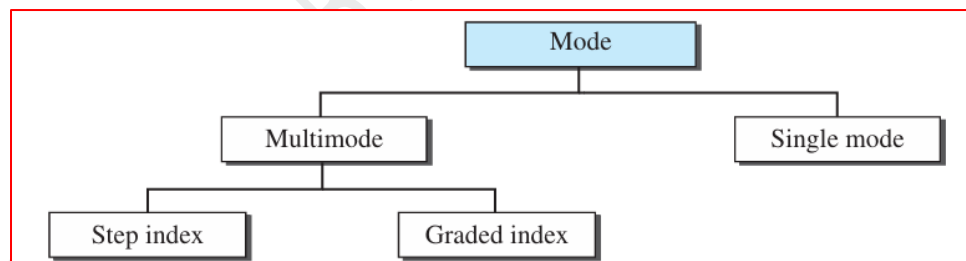 Mode
Multimode
Single mode
Step index
Graded index